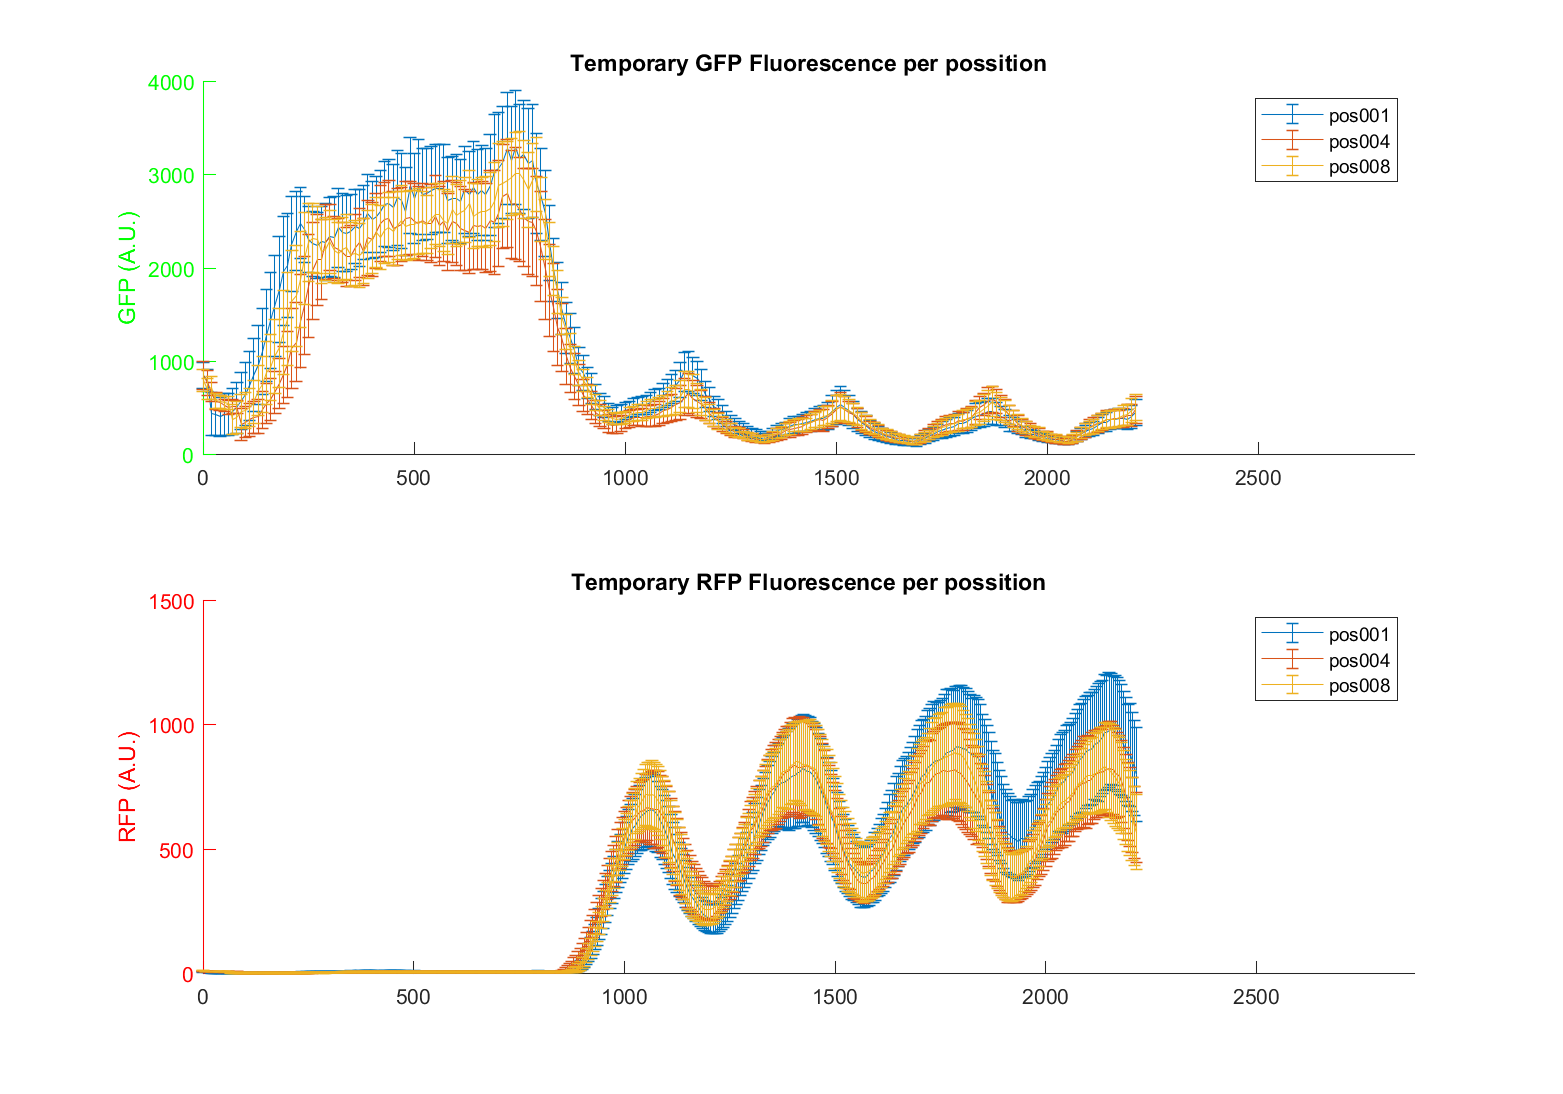 Temporary GFP Fluorescence per possition
4000
3000
2000
1000
0
GFP (A.U.)
0 500 1000 1500 2000 2500
pos001
pos004
pos008
Temporary RFP Fluorescence per possition
1500
1000
500
0
RFP (A.U.)
0 500 1000 1500 2000 2500
pos001
pos004
pos008